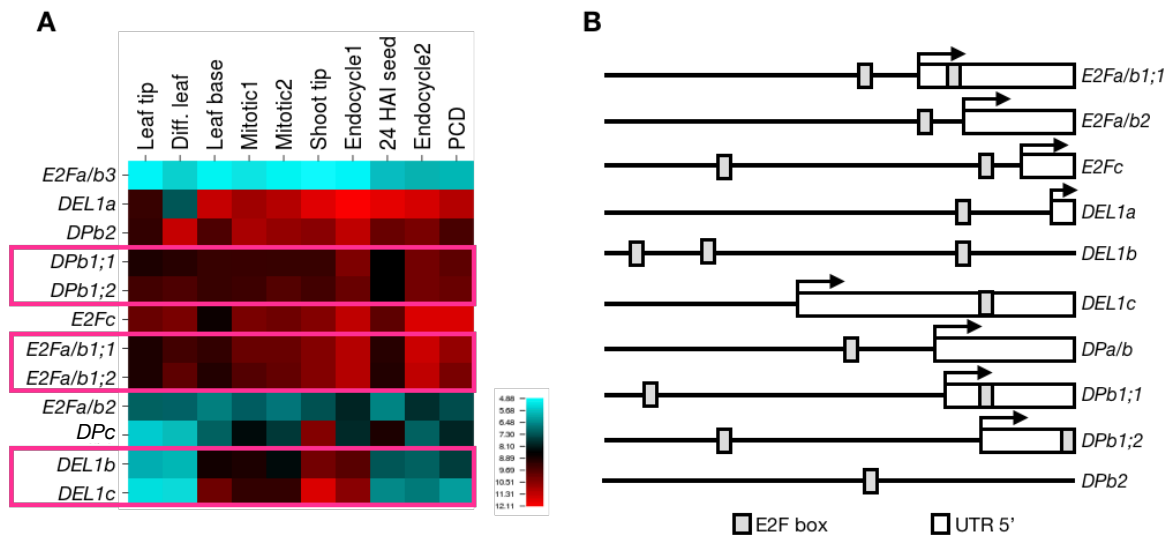 A
B
Leaf tip
Diff. leaf
Leaf base
Mitotic1
Mitotic2
Shoot tip
Endocycle1
24 HAI seed
Endocycle2
PCD
E2Fa/b3
DEL1a
DPb2
DPb1;1
DPb1;2
E2Fc
E2Fa/b1;1
E2Fa/b1;2
E2Fa/b2
DPc
DEL1b
DEL1c
4.88
5.68
6.48
7.30
8.10
8.89
9.69
10.51
11.31
12.11
E2Fa/b1;1
E2Fa/b2
E2Fc
DEL1a
DEL1b
DEL1c
DPa/b
DPb1;1
DPb1;2
DPb2
E2F box
UTR 5'